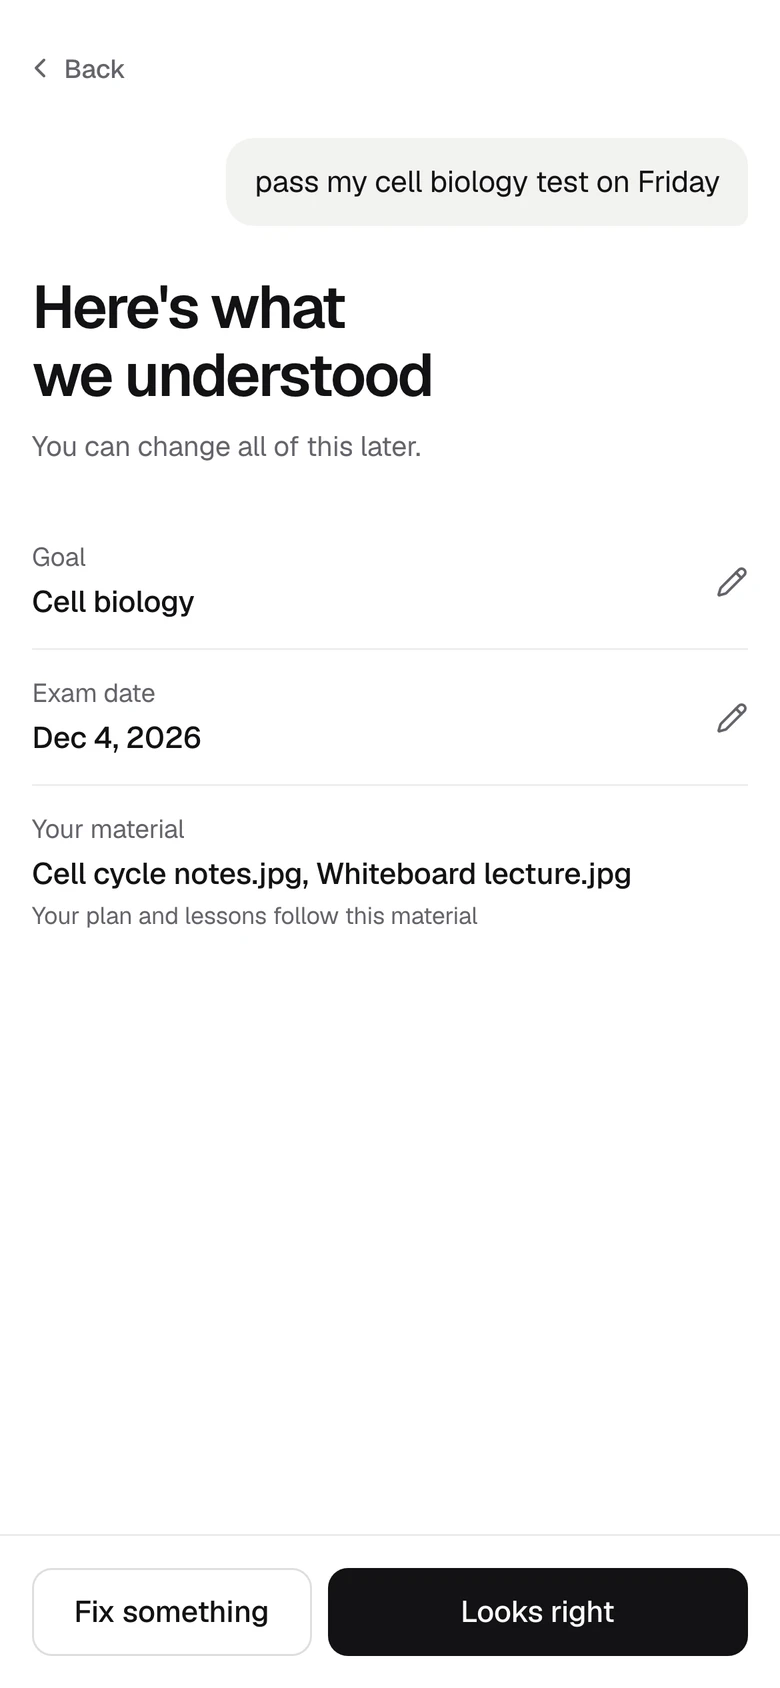 Back
pass my cell biology test on Friday
Here's what
we understood
You can change all of this later.
Goal
Cell biology
Exam date
Dec 4, 2026
Your material
Cell cycle notes.jpg, Whiteboard lecture.jpg
Your plan and lessons follow this material
Fix something
Looks right